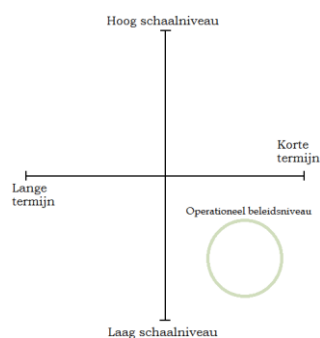 Hoog schaalniveau
Korte
termijn
Lange
termijn
Operationeel beleidsniveau
Laag schaalniveau